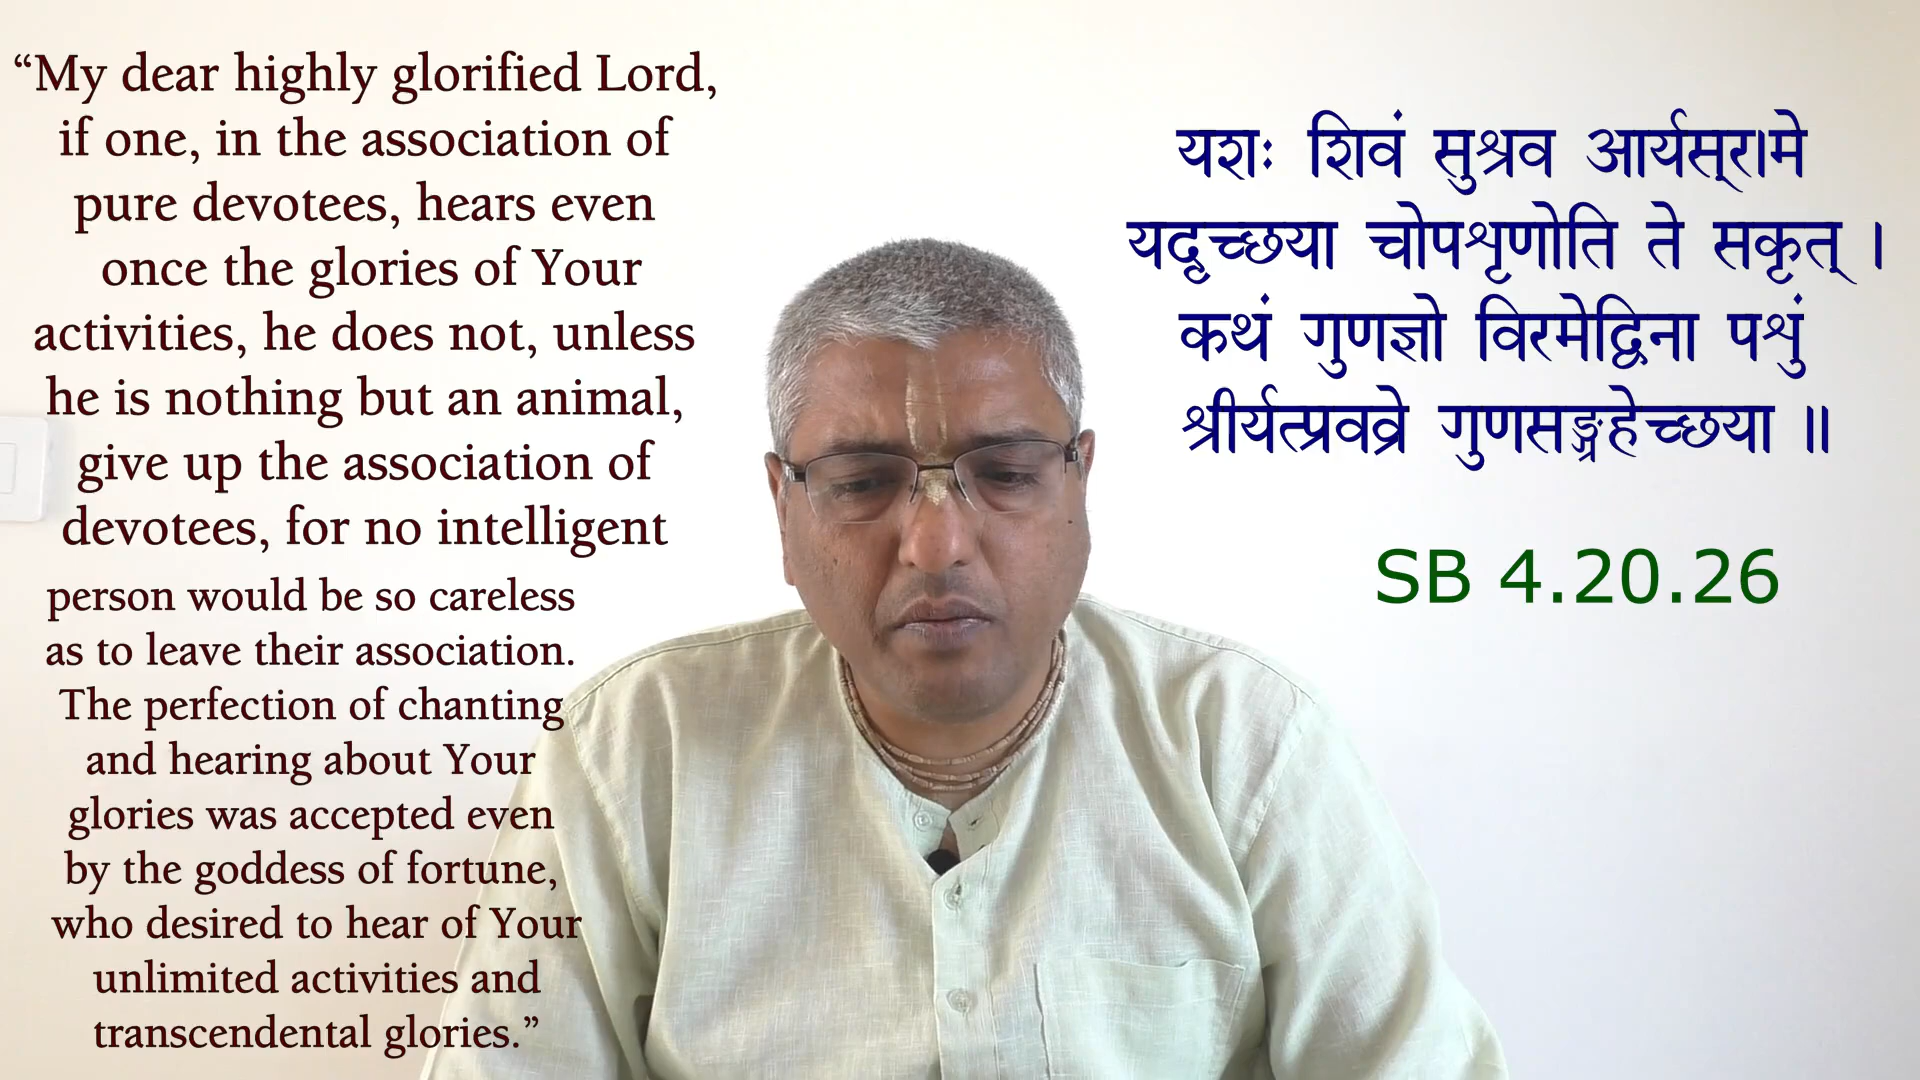 “My dear highly glorified Lord,
if one, in the association of
pure devotees, hears even
once the glories of Your
activities, he does not, unless
he is nothing but an animal,
give up the association of
devotees, for no intelligent
person would be so careless
as to leave their association.
The perfection of chanting
and hearing about Your
glories was accepted even
by the goddess of fortune,
who desired to hear of Your
unlimited activities and
transcendental glories.”
यशः शिवं सुश्रव आर्यस्रामे
यदृच्छया चोपशृणोति ते सकृत् ।
कथं गुणज्ञो विरमेद्विना पशुं
श्रीर्यत्प्रवव्रे गुणसङ्ग्रहेच्छया ॥
SB 4.20.26